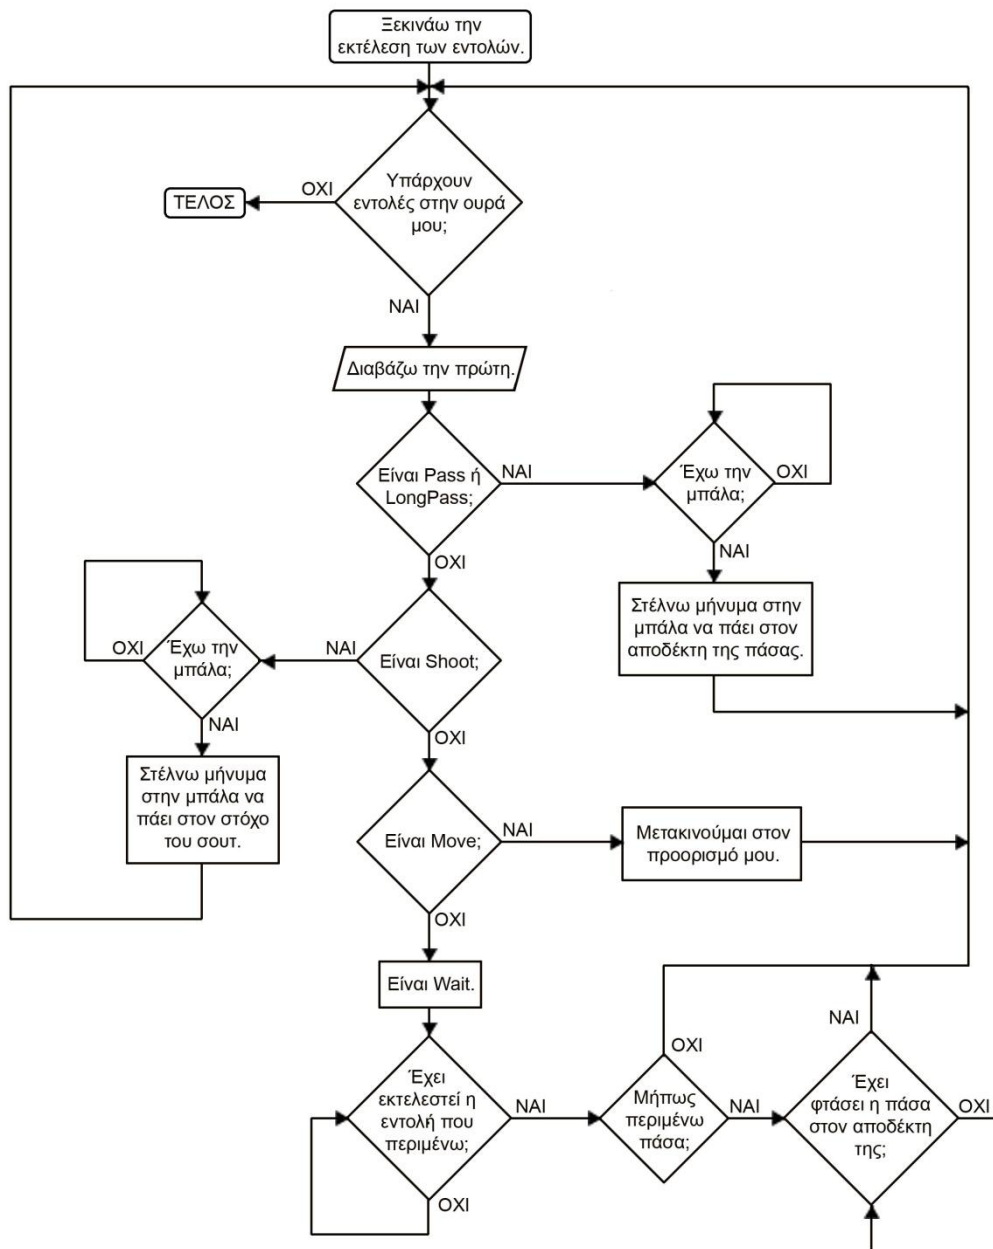 Ξεκινάω την
εκτέλεση των εντολών.
Υπάρχουν
εντολές στην ουρά
μου;
ΟΧΙ
ΤΕΛΟΣ
ΝΑΙ
Διαβάζω την πρώτη.
Είναι Pass ή
LongPass;
ΝΑΙ
Έχω την
μπάλα;
ΟΧΙ
ΝΑΙ
Στέλνω μήνυμα στην
μπάλα να πάει στον
αποδέκτη της πάσας.
ΟΧΙ
Είναι Shoot;
ΝΑΙ
Έχω την
μπάλα;
ΟΧΙ
ΝΑΙ
Στέλνω μήνυμα
στην μπάλα να
πάει στον στόχο
του σουτ.
ΟΧΙ
Είναι Move;
ΝΑΙ
Μετακινούμαι στον
προορισμό μου.
ΟΧΙ
Είναι Wait.
Έχει
εκτελεστεί η
εντολή που
περιμένω;
ΟΧΙ
ΝΑΙ
Μήπως
περιμένω
πάσα;
ΟΧΙ
ΝΑΙ
Έχει
φτάσει η πάσα
στον αποδέκτη
της;
ΝΑΙ
ΟΧΙ